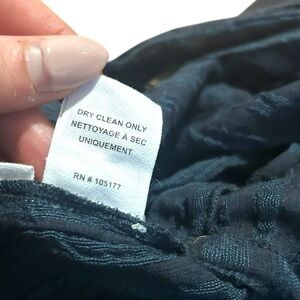 DRY CLEAN ONLY
NETTOYAGE À SEC
UNIQUEMENT
RN # 105177